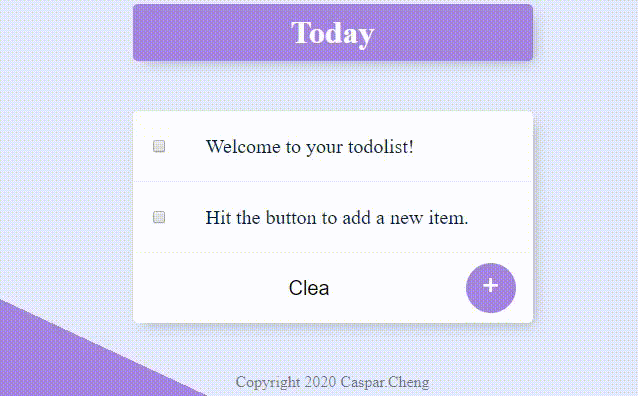 Today
Welcome to your todolist!
Hit the button to add a new item.
Clea
+
Copyright 2020 Caspar.Cheng